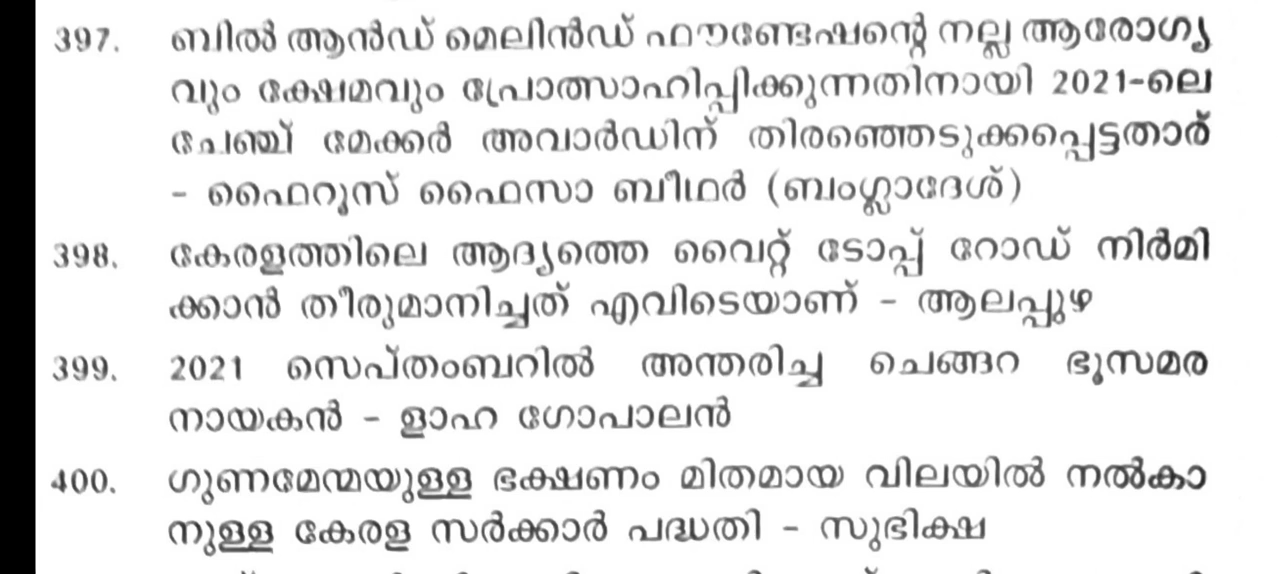 397. ബിൽ ആൻഡ് മെലിൻഡ് ഫൗണ്ടേഷന്റെ നല്ല ആരോഗ്യ
വും ക്ഷേമവും പ്രോത്സാഹിപ്പിക്കുന്നതിനായി 2021-ലെ
ചേഞ്ച് മേക്കർ അവാർഡിന് തിരഞ്ഞെടുക്കപ്പെട്ടതാര്
- ഫൈറൂസ് ഫൈസാ ബീഥർ (ബംഗ്ലാദേശ്)
398. കേരളത്തിലെ ആദ്യത്തെ വൈറ്റ് ടോപ്പ് റോഡ് നിർമി
ക്കാൻ തീരുമാനിച്ചത് എവിടെയാണ് - ആലപ്പുഴ
399. 2021 സെപ്തംബറിൽ അന്തരിച്ച ചെങ്ങറ ഭൂസമര
നായകൻ - ളാഹ ഗോപാലൻ
400. ഗുണമേന്മയുള്ള ഭക്ഷണം മിതമായ വിലയിൽ നൽകാ
നുള്ള കേരള സർക്കാർ പദ്ധതി - സുഭിക്ഷ